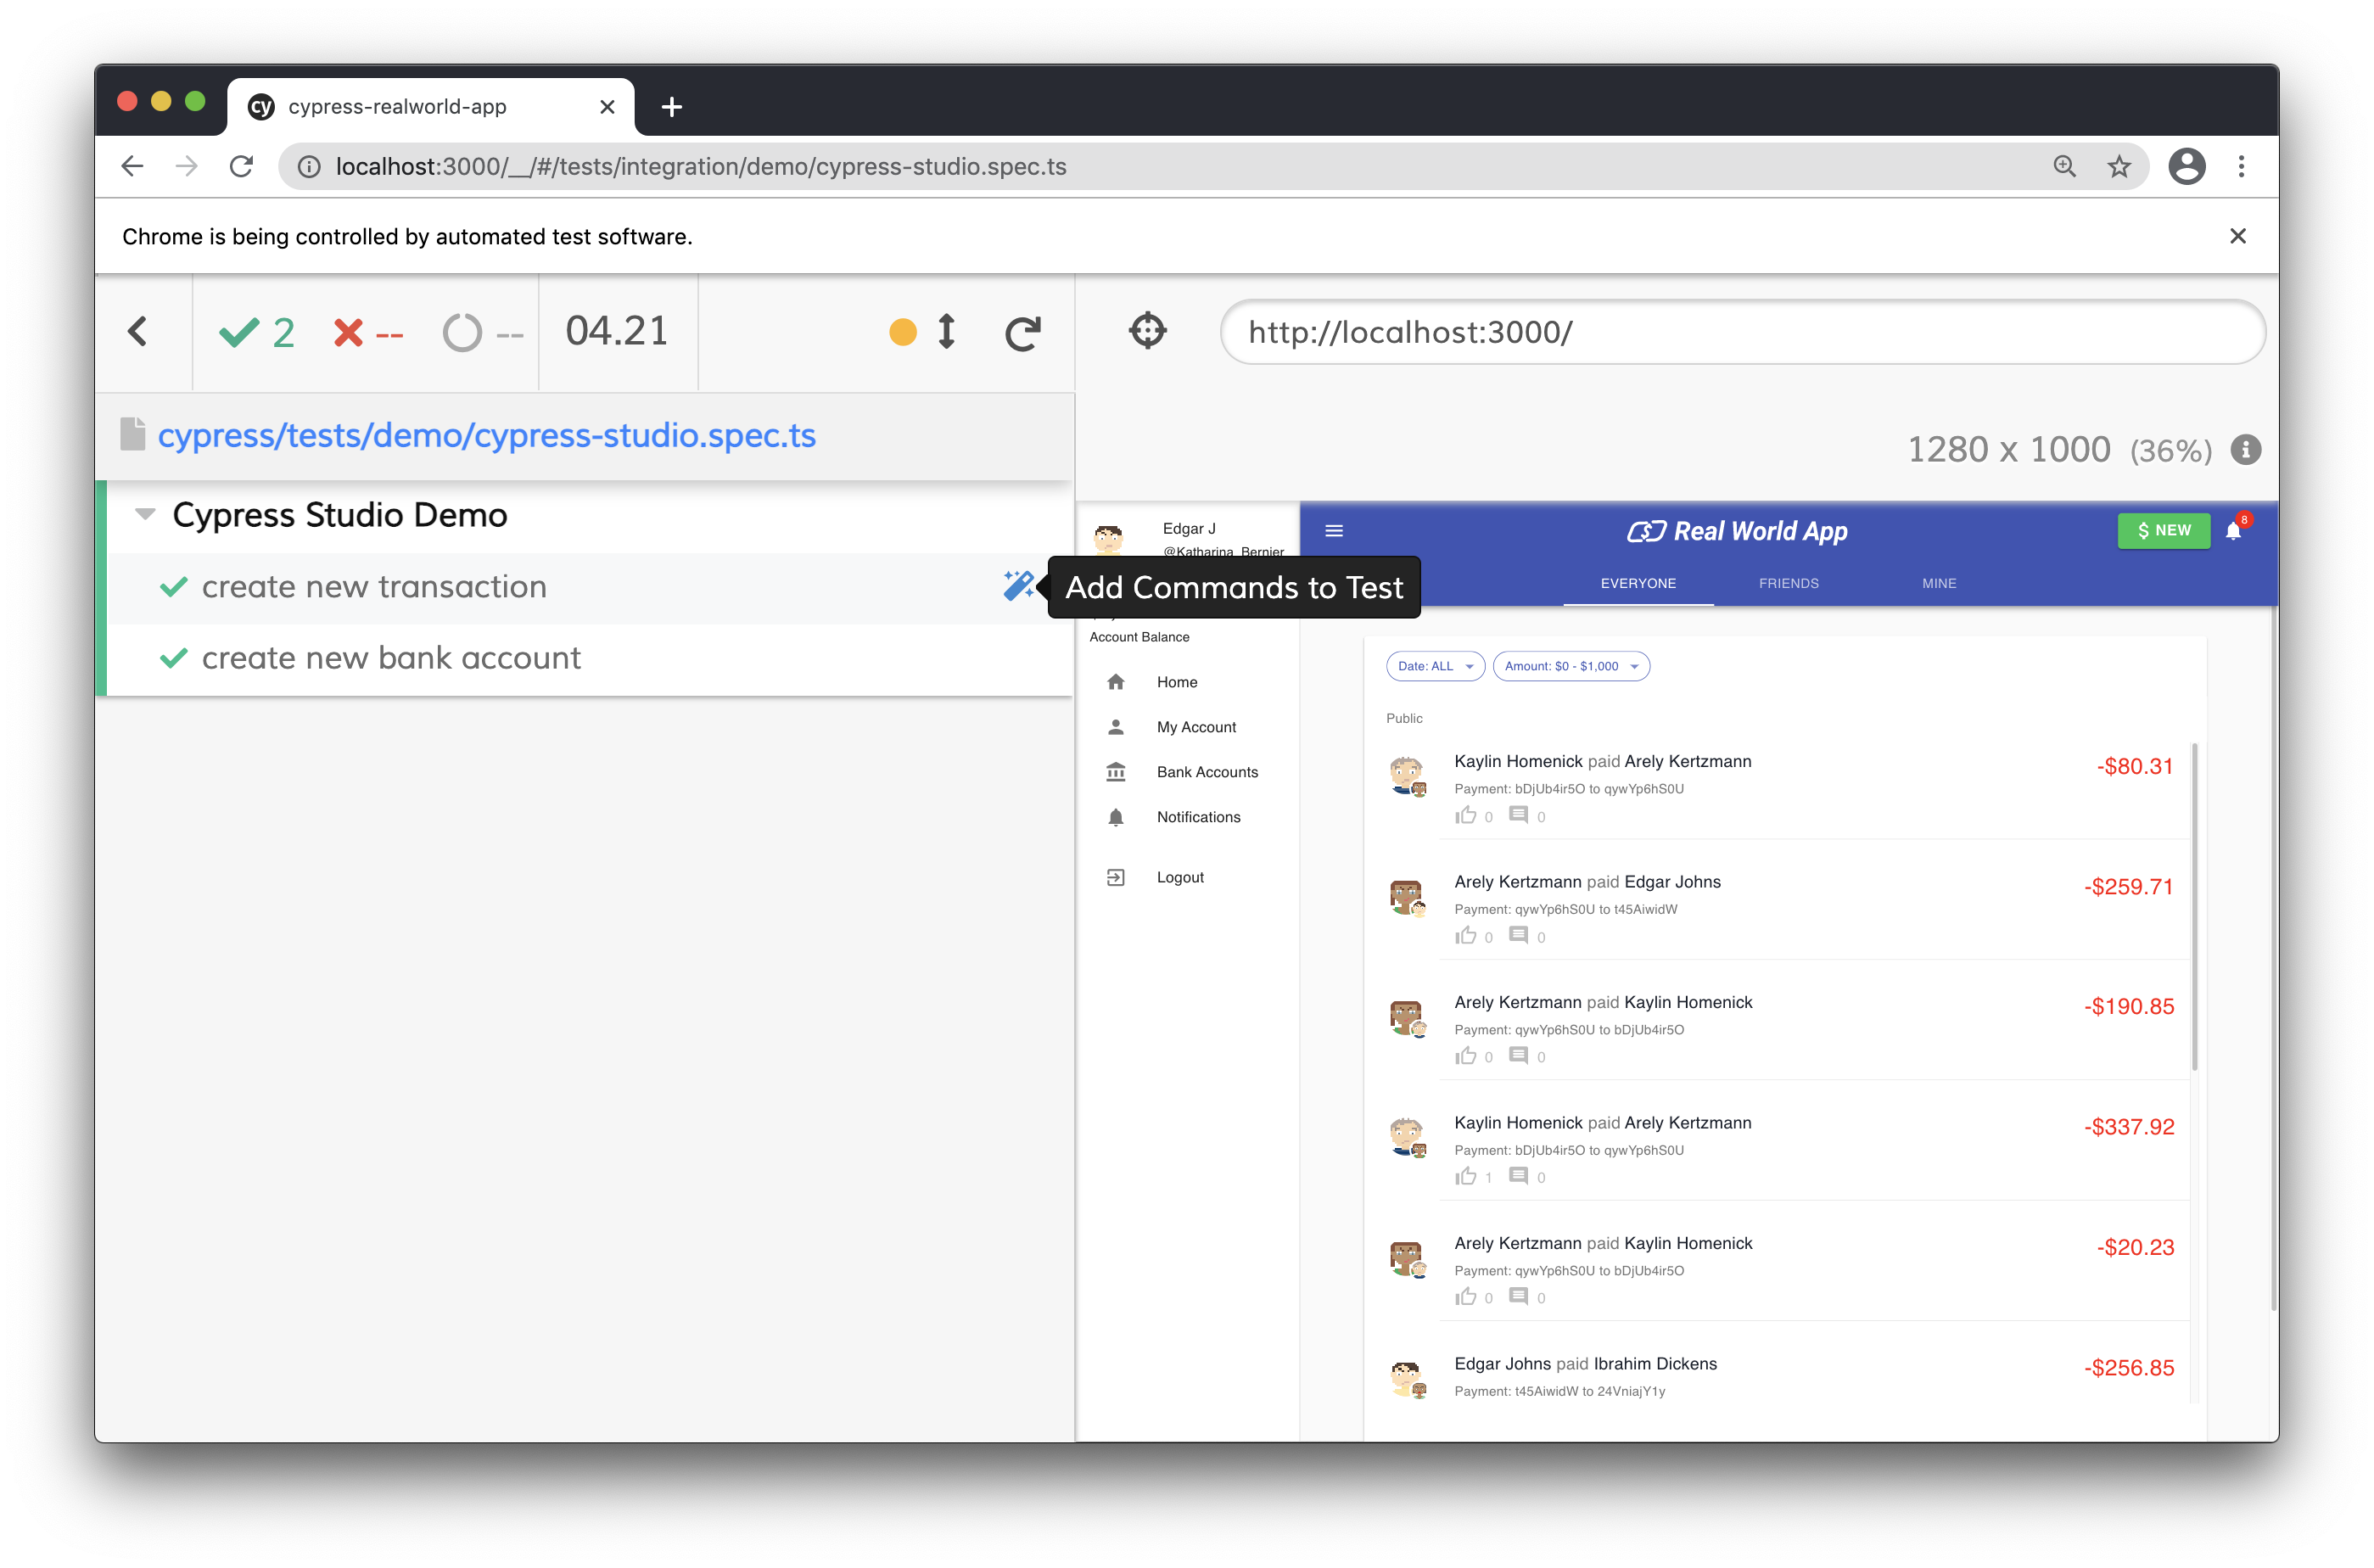 cypress-realworld-app
localhost:3000/__/#/tests/integration/demo/cypress-studio.spec.ts
Chrome is being controlled by automated test software.
2 -- -- 04.21
http://localhost:3000/
cypress/tests/demo/cypress-studio.spec.ts
1280 x 1000 (36%)
Cypress Studio Demo
create new transaction
Add Commands to Test
create new bank account
Edgar J
@Katharina_Bernier
Account Balance
Home
My Account
Bank Accounts
Notifications
Logout
Real World App
$ NEW
8
EVERYONE FRIENDS MINE
Date: ALL Amount: $0 - $1,000
Public
Kaylin Homenick paid Arely Kertzmann -$80.31
Payment: bDjUb4ir5O to qywYp6hS0U
0 0
Arely Kertzmann paid Edgar Johns -$259.71
Payment: qywYp6hS0U to t45AiwidW
0 0
Arely Kertzmann paid Kaylin Homenick -$190.85
Payment: qywYp6hS0U to bDjUb4ir5O
0 0
Kaylin Homenick paid Arely Kertzmann -$337.92
Payment: bDjUb4ir5O to qywYp6hS0U
1 0
Arely Kertzmann paid Kaylin Homenick -$20.23
Payment: qywYp6hS0U to bDjUb4ir5O
0 0
Edgar Johns paid Ibrahim Dickens -$256.85
Payment: t45AiwidW to 24VniajY1y